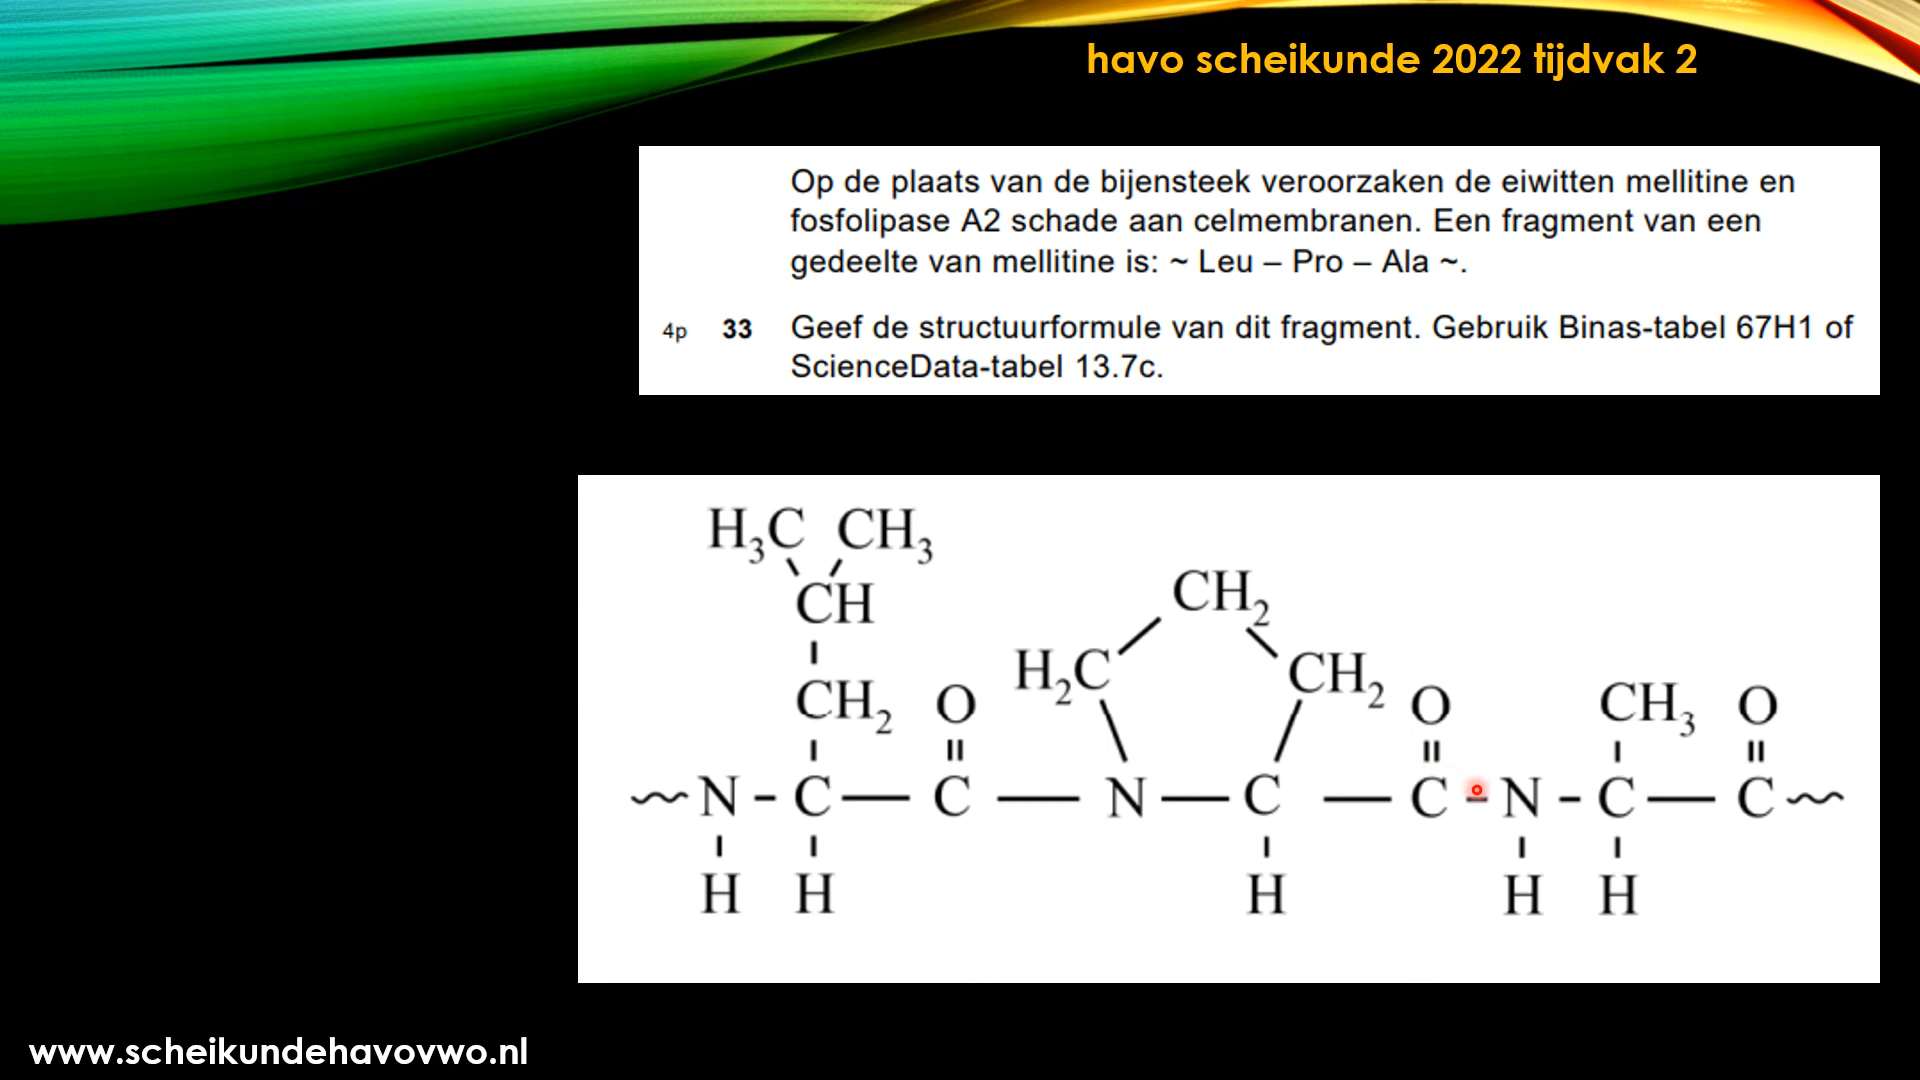 havo scheikunde 2022 tijdvak 2
Op de plaats van de bijensteek veroorzaken de eiwitten mellitine en
fosfolipase A2 schade aan celmembranen. Een fragment van een
gedeelte van mellitine is: ~ Leu – Pro – Ala ~.
4p 33 Geef de structuurformule van dit fragment. Gebruik Binas-tabel 67H1 of
ScienceData-tabel 13.7c.
H₃C CH₃
CH CH₂
H₂C CH₂
CH₂ O O CH₃ O
N C C N C C N C C
H H H H H
www.scheikundehavovwo.nl